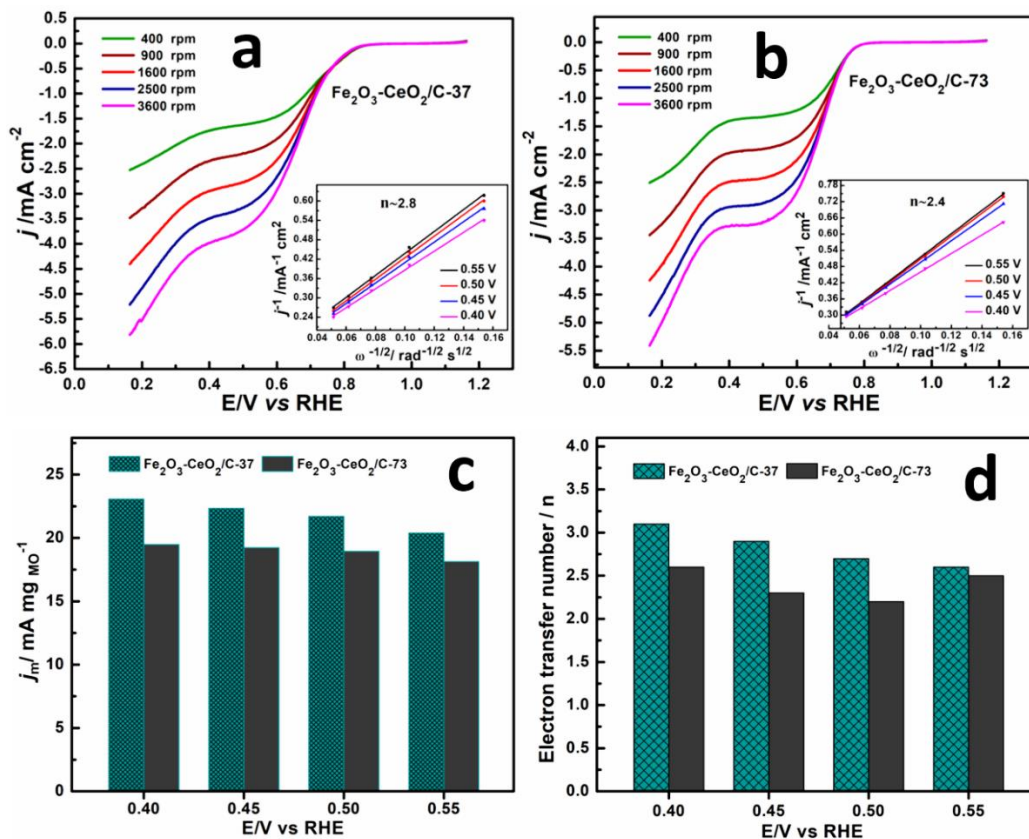 a
400 rpm
900 rpm
1600 rpm
2500 rpm
3600 rpm
Fe₂O₃-CeO₂/C-37
j /mA cm⁻²
0.5
0.0
-0.5
-1.0
-1.5
-2.0
-2.5
-3.0
-3.5
-4.0
-4.5
-5.0
-5.5
-6.0
-6.5
0.0 0.2 0.4 0.6 0.8 1.0 1.2
E/V vs RHE
n~2.8
j⁻¹ /mA⁻¹ cm²
0.60
0.54
0.48
0.42
0.36
0.30
0.24
0.55 V
0.50 V
0.45 V
0.40 V
0.04 0.06 0.08 0.10 0.12 0.14 0.16
ω⁻¹/²/ rad⁻¹/² s¹/²
b
400 rpm
900 rpm
1600 rpm
2500 rpm
3600 rpm
Fe₂O₃-CeO₂/C-73
j /mA cm⁻²
0.0
-0.5
-1.0
-1.5
-2.0
-2.5
-3.0
-3.5
-4.0
-4.5
-5.0
-5.5
0.0 0.2 0.4 0.6 0.8 1.0 1.2
E/V vs RHE
n~2.4
j⁻¹ /mA⁻¹ cm²
0.78
0.72
0.66
0.60
0.54
0.48
0.42
0.36
0.30
0.55 V
0.50 V
0.45 V
0.40 V
0.04 0.06 0.08 0.10 0.12 0.14 0.16
ω⁻¹/²/ rad⁻¹/² s¹/²
c
Fe₂O₃-CeO₂/C-37 Fe₂O₃-CeO₂/C-73
jₘ/ mA mg MO⁻¹
25
20
15
10
5
0
0.40 0.45 0.50 0.55
E/V vs RHE
d
Fe₂O₃-CeO₂/C-37 Fe₂O₃-CeO₂/C-73
Electron transfer number / n
4.0
3.5
3.0
2.5
2.0
1.5
1.0
0.5
0.0
0.40 0.45 0.50 0.55
E/V vs RHE